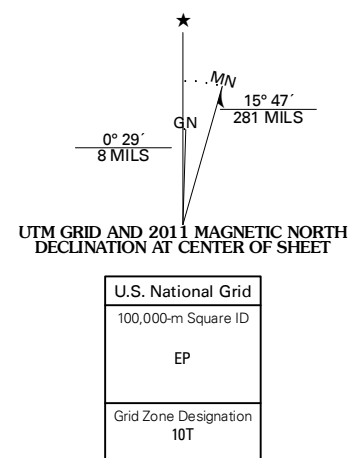 ★
MN
15° 47´
281 MILS
GN
0° 29´
8 MILS
UTM GRID AND 2011 MAGNETIC NORTH
DECLINATION AT CENTER OF SHEET
U.S. National Grid
100,000-m Square ID
EP
Grid Zone Designation
10T